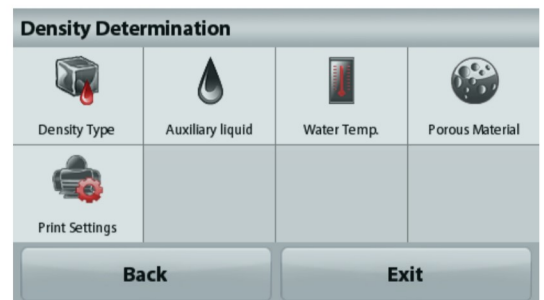 Density Determination
Density Type
Auxiliary liquid
Water Temp.
Porous Material
Print Settings
Back
Exit